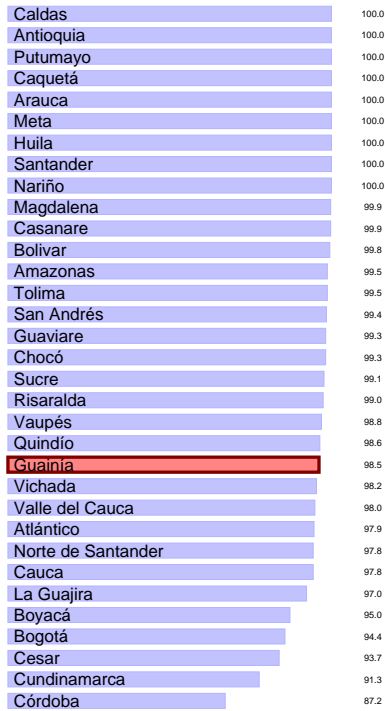 Caldas 100.0
Antioquia 100.0
Putumayo 100.0
Caquetá 100.0
Arauca 100.0
Meta 100.0
Huila 100.0
Santander 100.0
Nariño 100.0
Magdalena 99.9
Casanare 99.9
Bolivar 99.8
Amazonas 99.5
Tolima 99.5
San Andrés 99.4
Guaviare 99.3
Chocó 99.3
Sucre 99.1
Risaralda 99.0
Vaupés 98.8
Quindío 98.6
Guainía 98.5
Vichada 98.2
Valle del Cauca 98.0
Atlántico 97.9
Norte de Santander 97.8
Cauca 97.8
La Guajira 97.0
Boyacá 95.0
Bogotá 94.4
Cesar 93.7
Cundinamarca 91.3
Córdoba 87.2